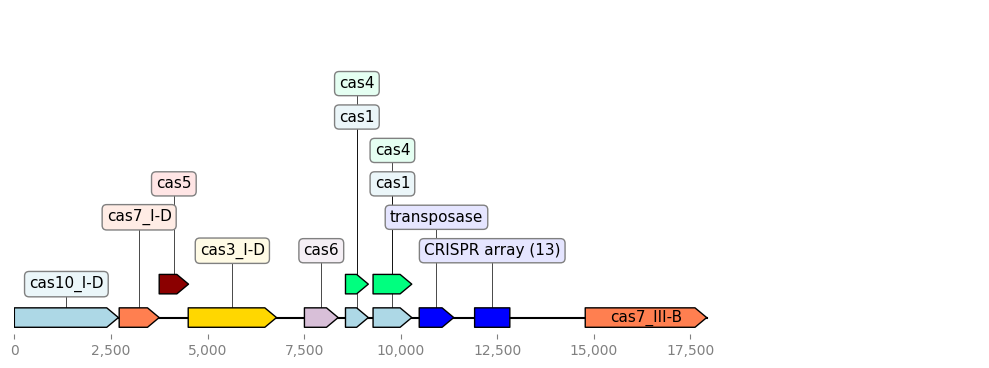 cas4
cas1
cas4
cas5
cas1
cas7_I-D
transposase
cas3_I-D
cas6
CRISPR array (13)
cas10_I-D
cas7_III-B
0
2,500
5,000
7,500
10,000
12,500
15,000
17,500